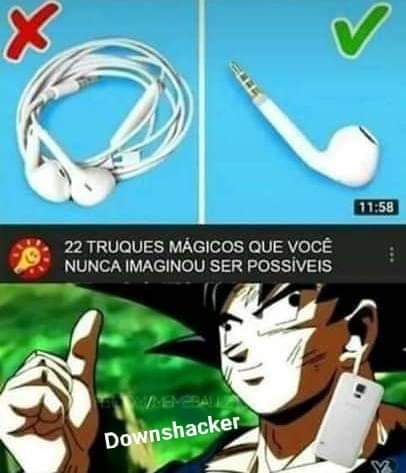 11:58
22 TRUQUES MÁGICOS QUE VOCÊ
NUNCA IMAGINOU SER POSSÍVEIS
Downshacker